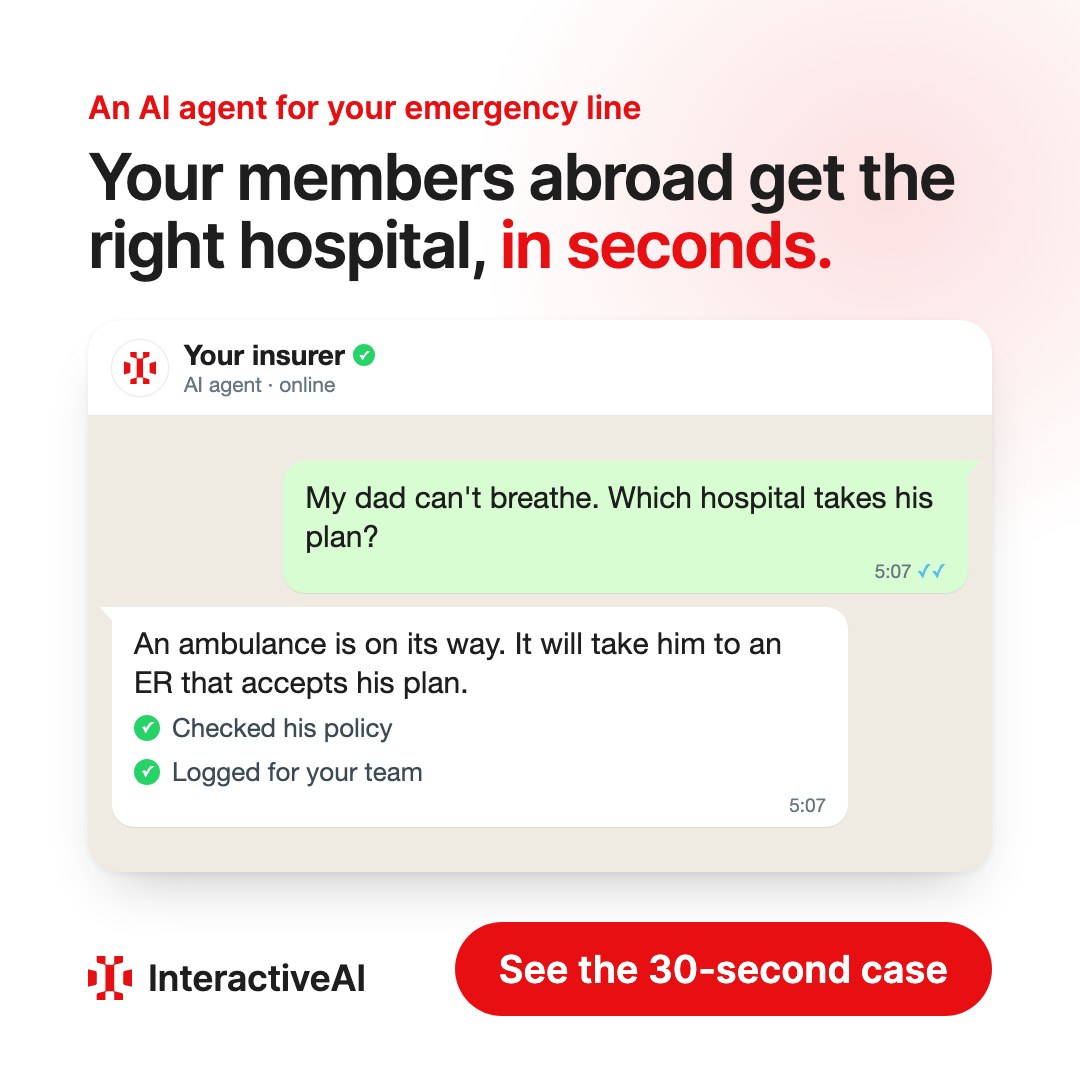 An AI agent for your emergency line
Your members abroad get the
right hospital, in seconds.
Your insurer
AI agent · online
My dad can't breathe. Which hospital takes his
plan?
5:07
An ambulance is on its way. It will take him to an
ER that accepts his plan.
Checked his policy
Logged for your team
5:07
InteractiveAI
See the 30-second case